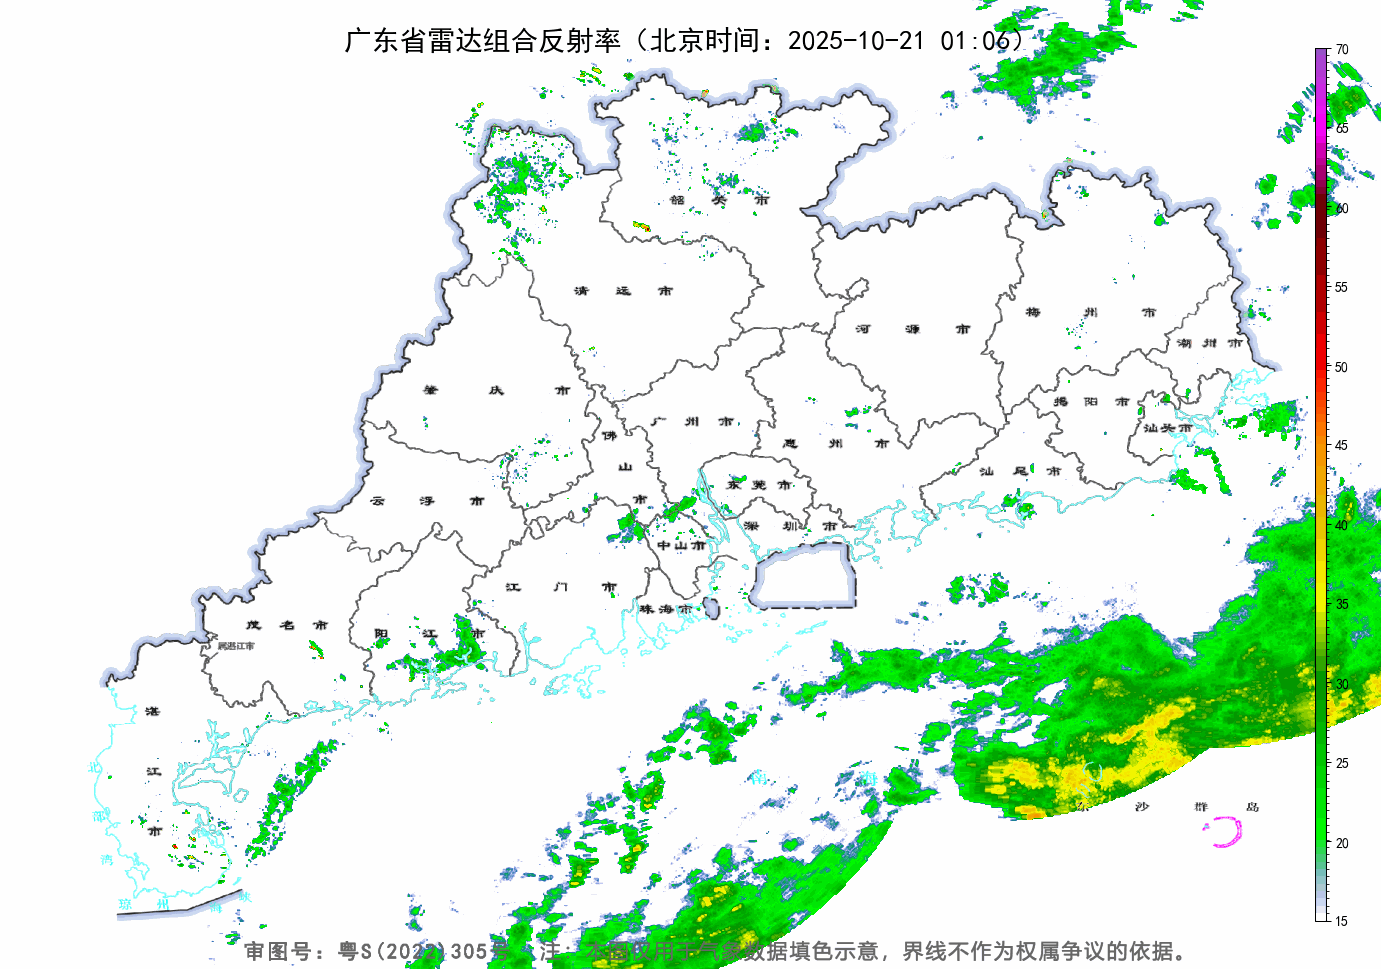 广东省雷达组合反射率（北京时间：2025-10-21 01:06）
70
65
60
55
50
45
40
35
30
25
20
15
韶关市
清远市
河源市
梅州市
潮州市
肇庆市
广州市
揭阳市
汕头市
佛山市
惠州市
汕尾市
云浮市
东莞市
深圳市
中山市
江门市
珠海市
茂名市
属湛江市
阳江市
湛江市
北部湾
琼州海峡
南海
东沙群岛
审图号：粤S(2022)305号 注：本图仅用于气象数据填色示意，界线不作为权属争议的依据。